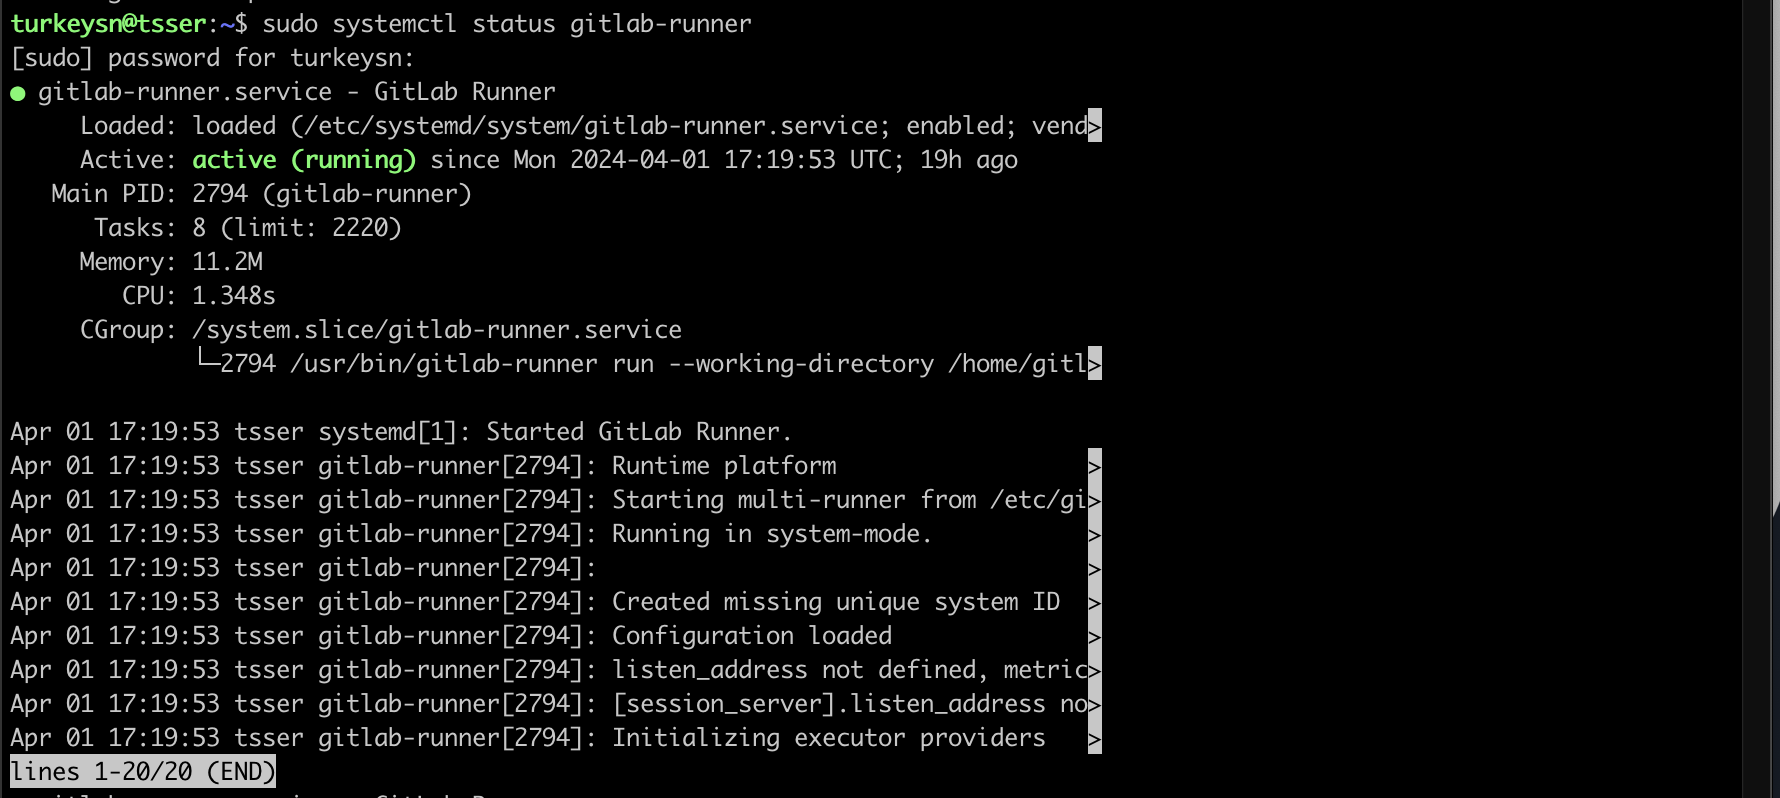 turkeysn@tsser:~$ sudo systemctl status gitlab-runner
[sudo] password for turkeysn:
● gitlab-runner.service - GitLab Runner
     Loaded: loaded (/etc/systemd/system/gitlab-runner.service; enabled; vend>
     Active: active (running) since Mon 2024-04-01 17:19:53 UTC; 19h ago
   Main PID: 2794 (gitlab-runner)
      Tasks: 8 (limit: 2220)
     Memory: 11.2M
        CPU: 1.348s
     CGroup: /system.slice/gitlab-runner.service
             └─2794 /usr/bin/gitlab-runner run --working-directory /home/gitl>
Apr 01 17:19:53 tsser systemd[1]: Started GitLab Runner.
Apr 01 17:19:53 tsser gitlab-runner[2794]: Runtime platform                  >
Apr 01 17:19:53 tsser gitlab-runner[2794]: Starting multi-runner from /etc/gi>
Apr 01 17:19:53 tsser gitlab-runner[2794]: Running in system-mode.           >
Apr 01 17:19:53 tsser gitlab-runner[2794]:                                   >
Apr 01 17:19:53 tsser gitlab-runner[2794]: Created missing unique system ID  >
Apr 01 17:19:53 tsser gitlab-runner[2794]: Configuration loaded              >
Apr 01 17:19:53 tsser gitlab-runner[2794]: listen_address not defined, metric>
Apr 01 17:19:53 tsser gitlab-runner[2794]: [session_server].listen_address no>
Apr 01 17:19:53 tsser gitlab-runner[2794]: Initializing executor providers   >
lines 1-20/20 (END)